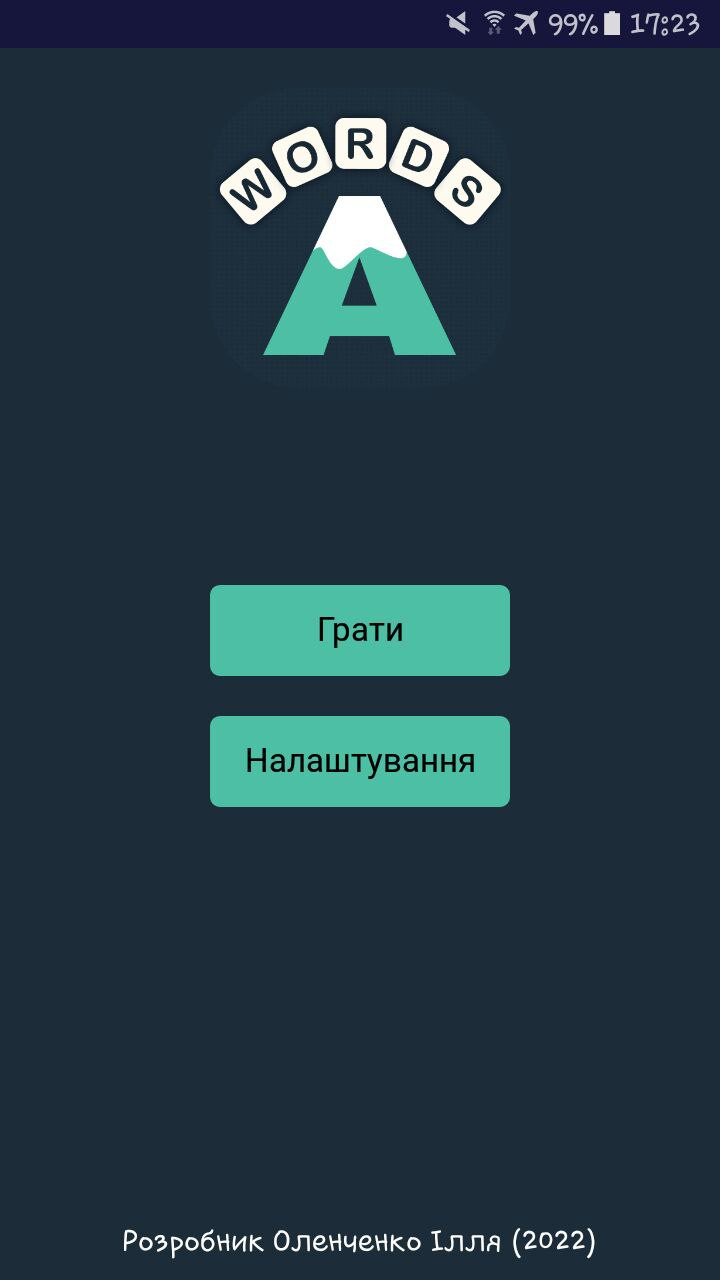 99% 17:23
WORDS
A
Грати
Налаштування
Розробник Оленченко Ілля (2022)